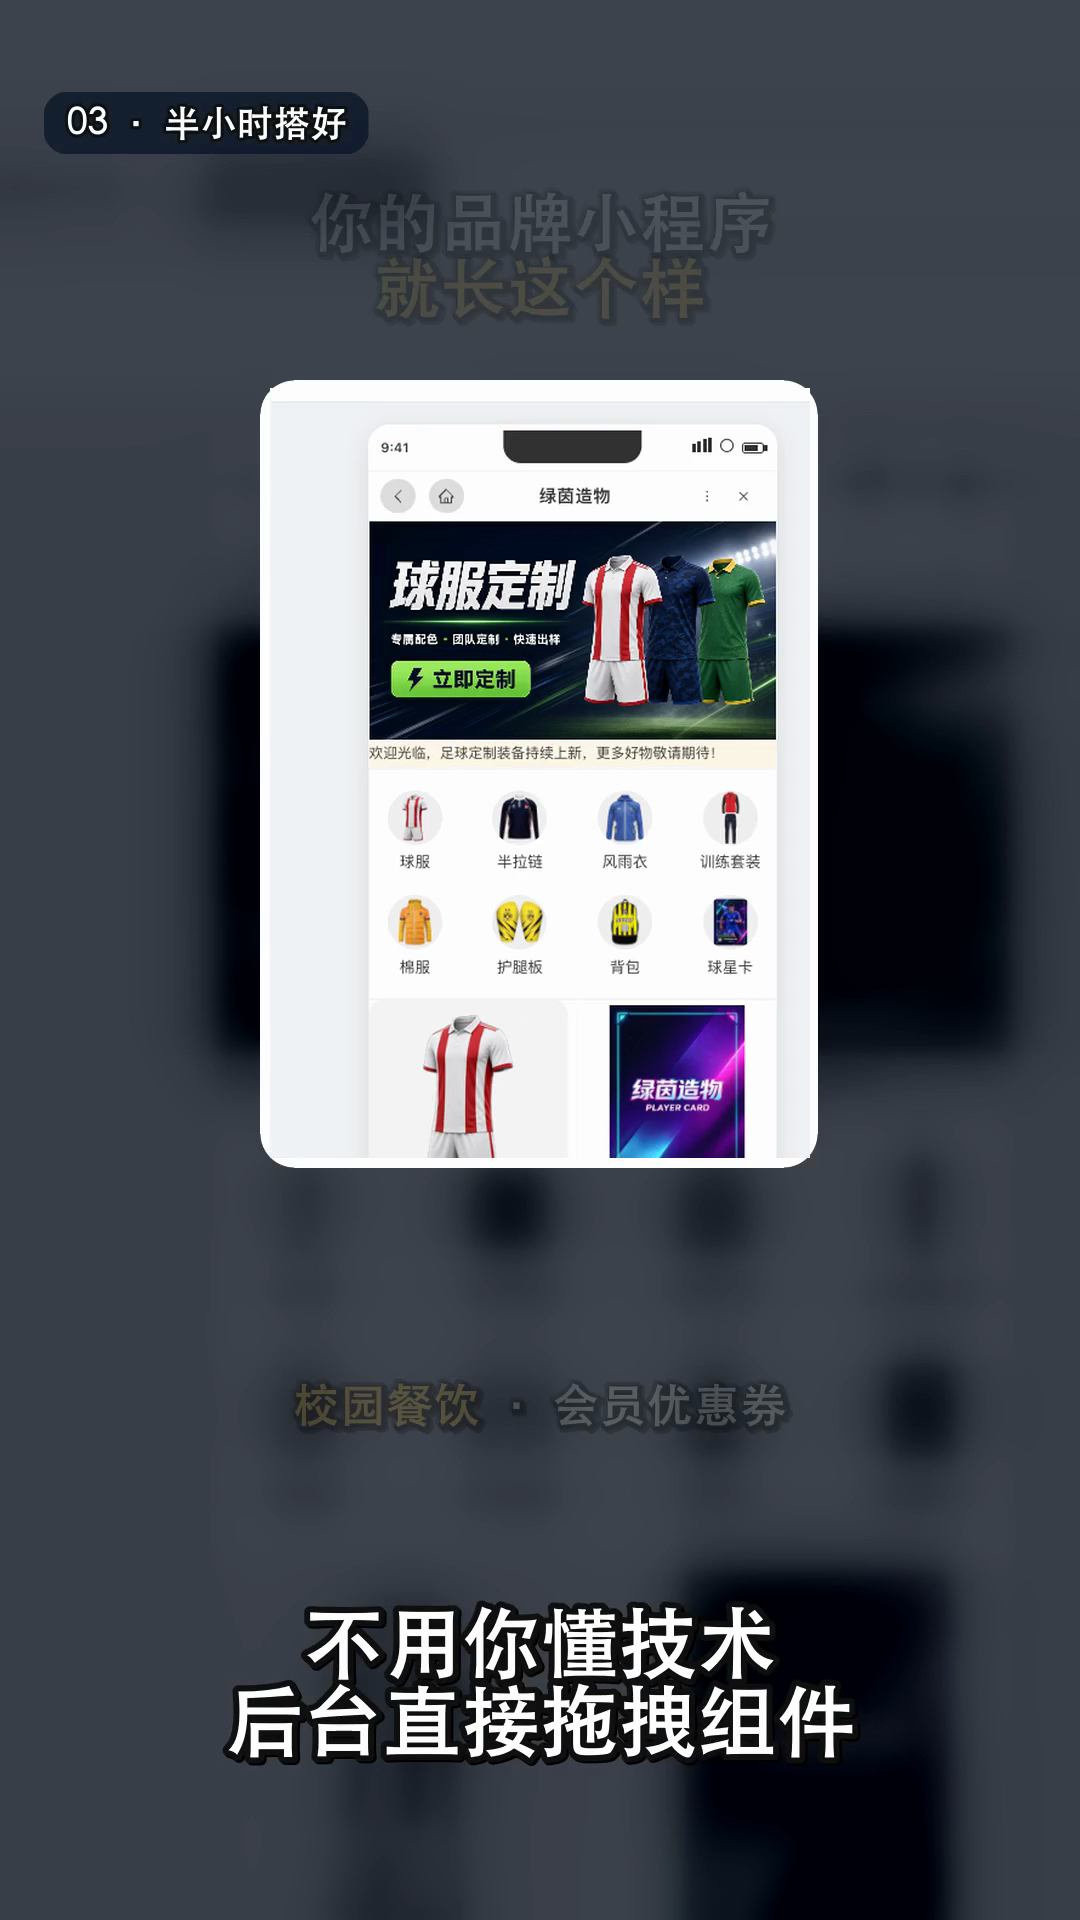 03 · 半小时搭好
你的品牌小程序
就长这个样
9:41
绿茵造物
球服定制
专属配色 · 团队定制 · 快速出样
立即定制
欢迎光临，足球定制装备持续上新，更多好物敬请期待！
球服 半拉链 风雨衣 训练套装
棉服 护腿板 背包 球星卡
绿茵造物
PLAYER CARD
校园餐饮 · 会员优惠券
不用你懂技术
后台直接拖拽组件